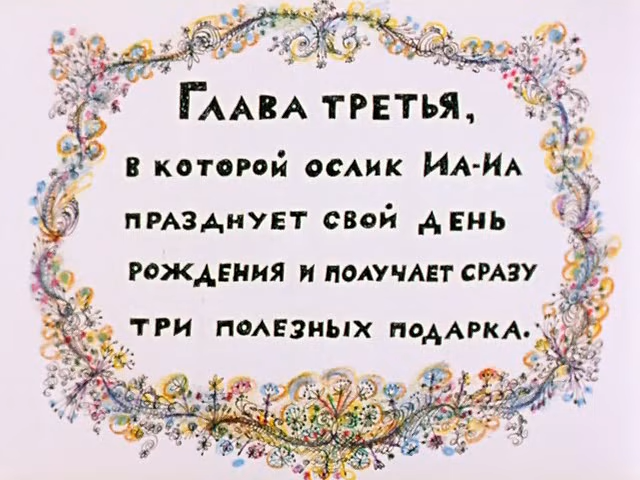 Глава третья,
в которой ослик Иа-Иа
празднует свой день
рождения и получает сразу
три полезных подарка.